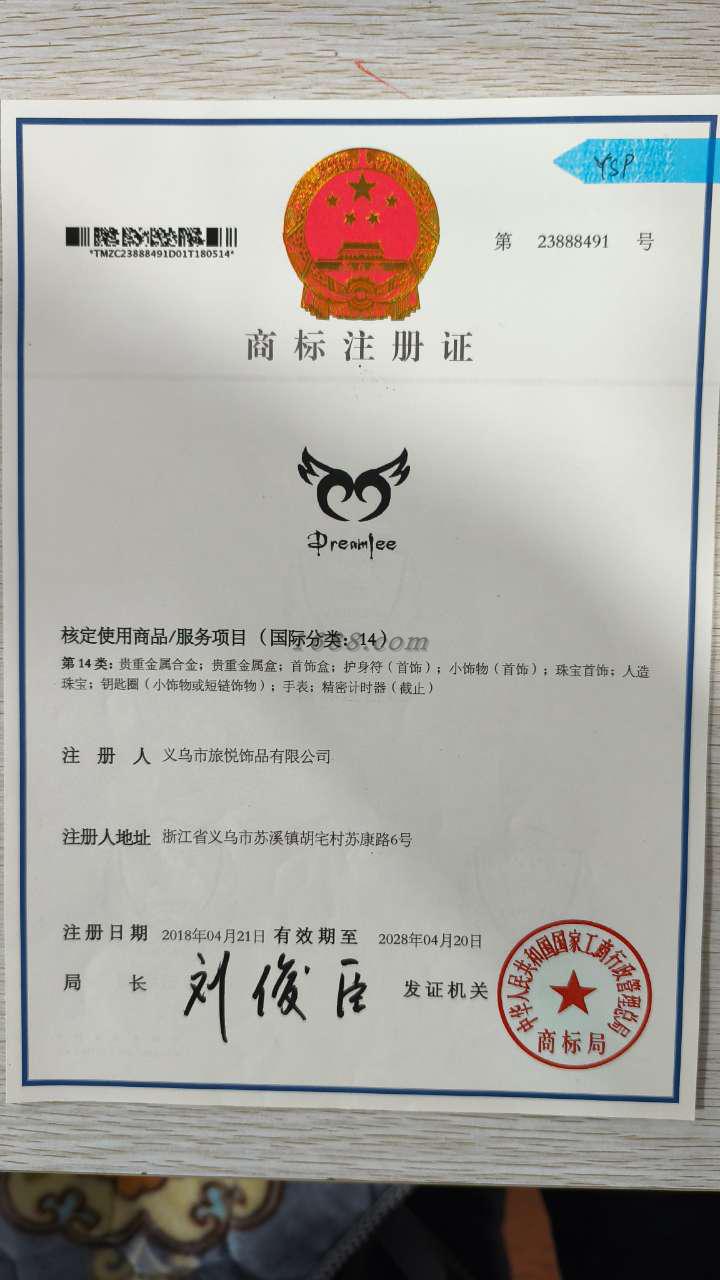 YSP
*TMZC23888491D01T180514*
第 23888491 号
商标注册证
Dreamlee
核定使用商品/服务项目（国际分类：14）
1688.com
第14类：贵重金属合金；贵重金属盒；首饰盒；护身符（首饰）；小饰物（首饰）；珠宝首饰；人造
珠宝；钥匙圈（小饰物或短链饰物）；手表；精密计时器（截止）
注册人 义乌市旅悦饰品有限公司
注册人地址 浙江省义乌市苏溪镇胡宅村苏康路6号
注册日期 2018年04月21日 有效期至 2028年04月20日
局长 刘俊臣 发证机关
中华人民共和国国家工商行政管理总局
商标局